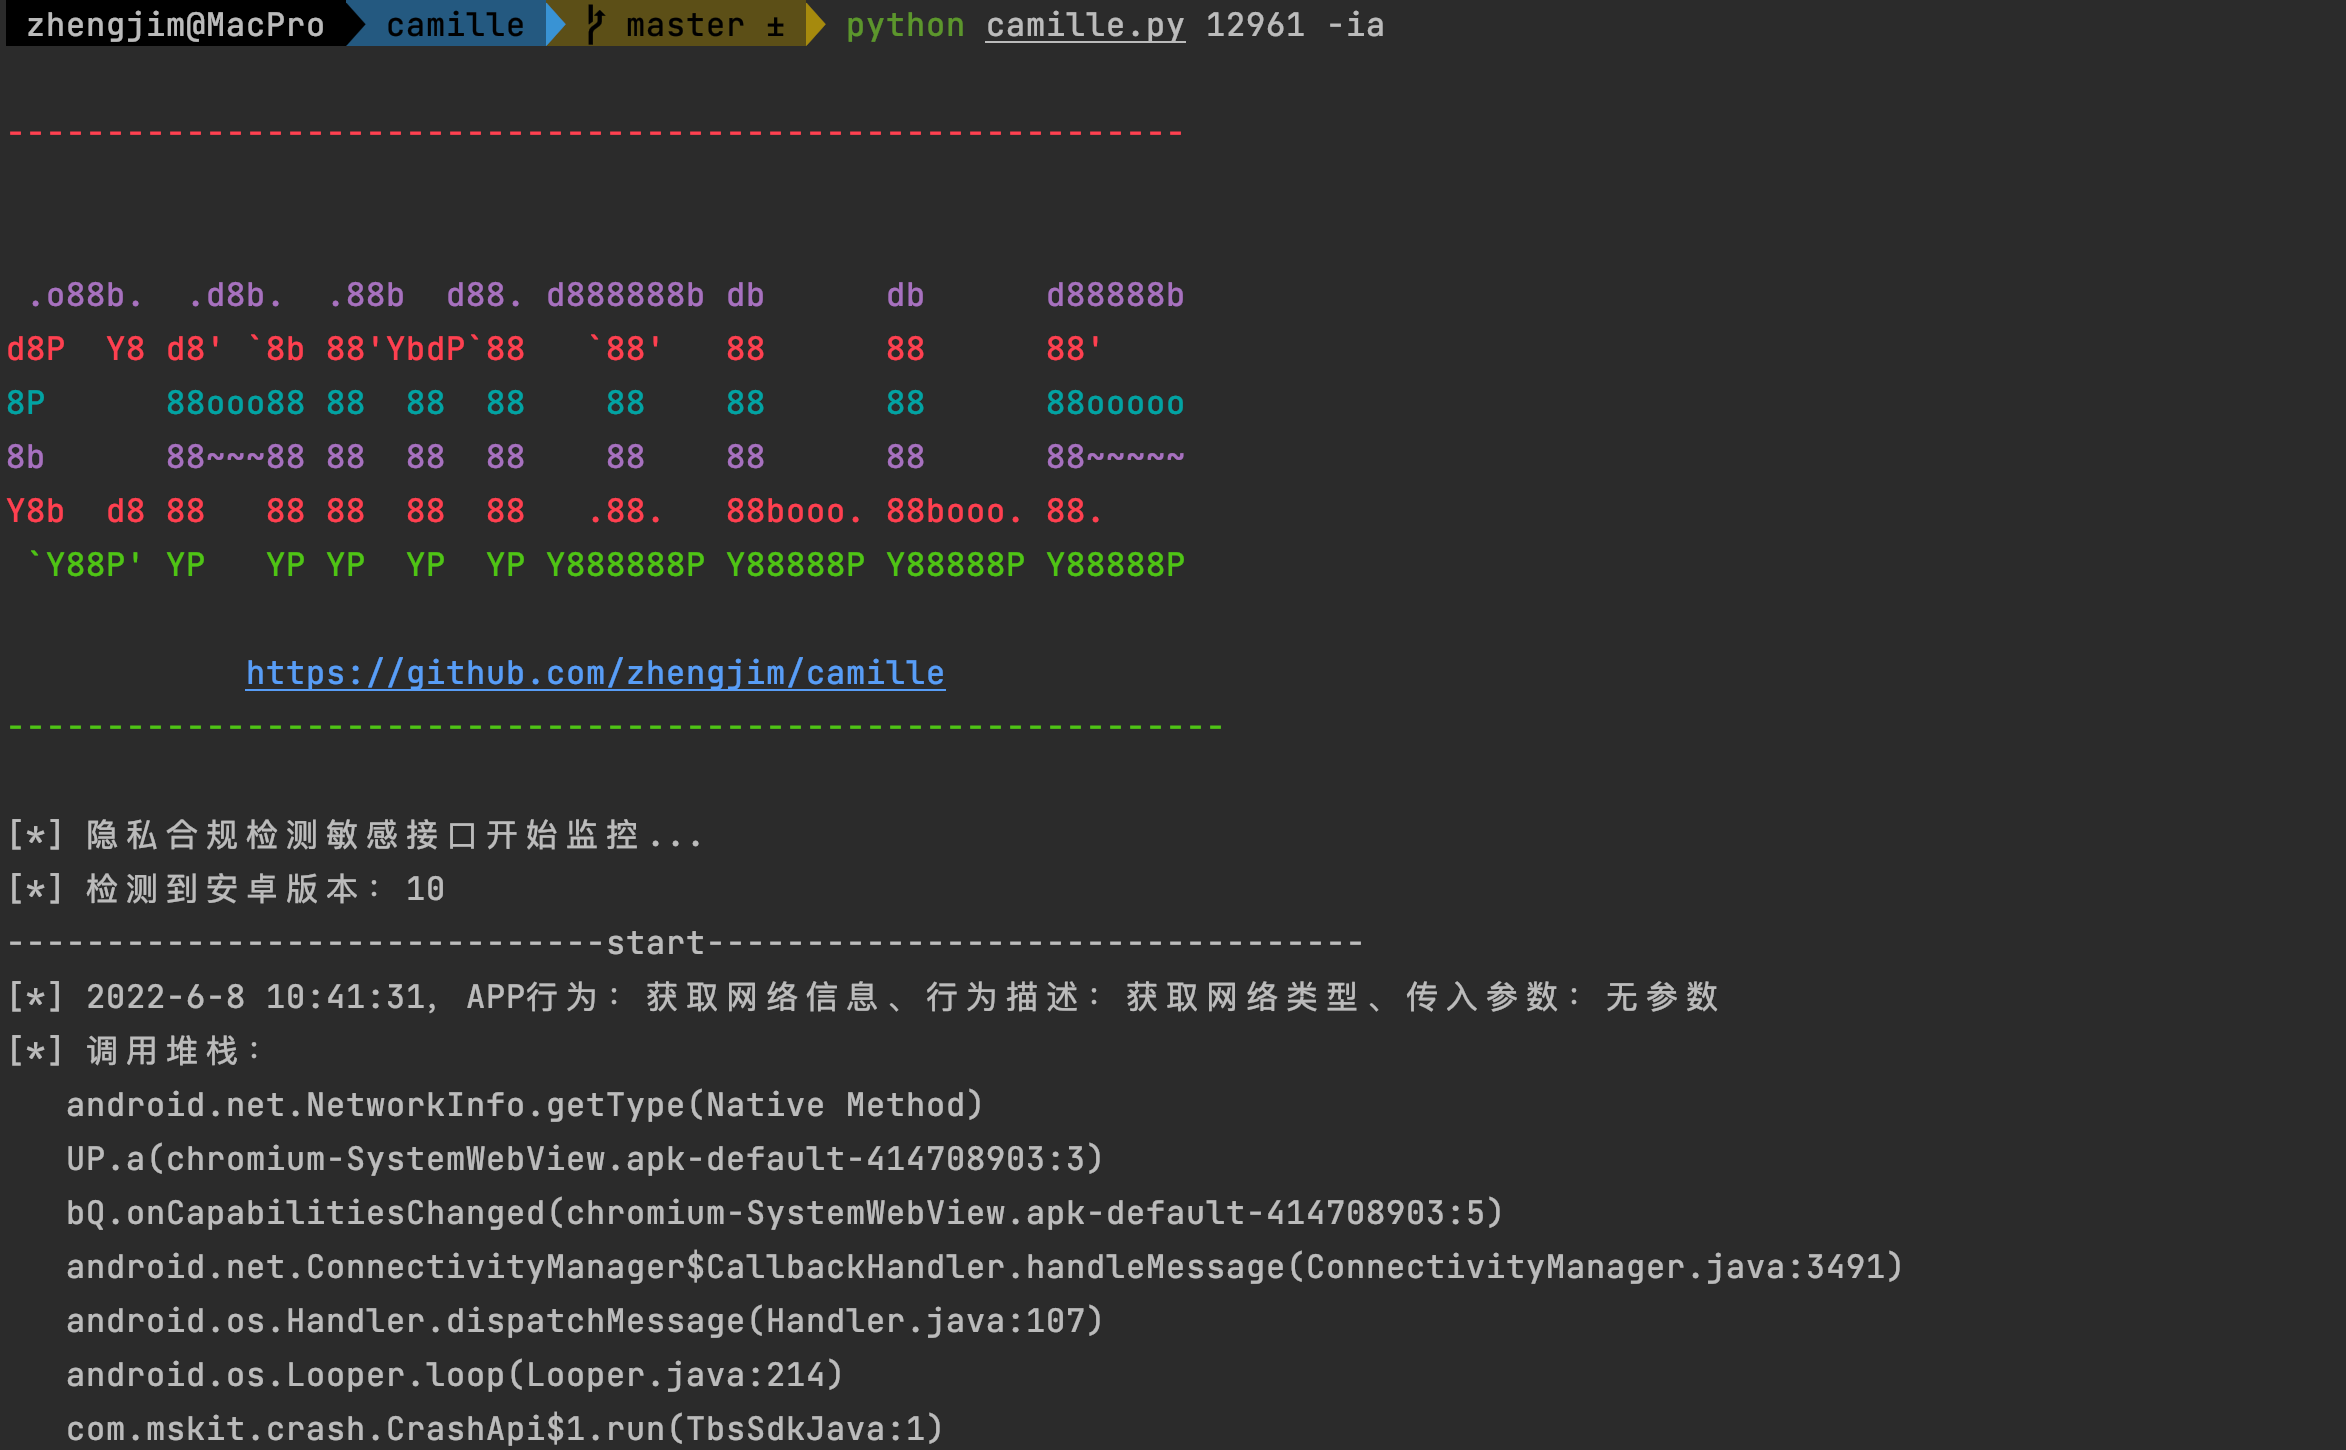 zhengjim@MacPro camille master ± python camille.py 12961 -ia
-----------------------------------------------------------
 .o88b.  .d8b.  .88b  d88. d888888b db      db      d88888b
d8P  Y8 d8' `8b 88'YbdP`88   `88'   88      88      88'
8P      88ooo88 88  88  88    88    88      88      88ooooo
8b      88~~~88 88  88  88    88    88      88      88~~~~~
Y8b  d8 88   88 88  88  88   .88.   88booo. 88booo. 88.
 `Y88P' YP   YP YP  YP  YP Y888888P Y88888P Y88888P Y88888P
https://github.com/zhengjim/camille
-------------------------------------------------------------
[*] 隐私合规检测敏感接口开始监控...
[*] 检测到安卓版本：10
------------------------------start---------------------------------
[*] 2022-6-8 10:41:31, APP行为：获取网络信息、行为描述：获取网络类型、传入参数：无参数
[*] 调用堆栈：
   android.net.NetworkInfo.getType(Native Method)
   UP.a(chromium-SystemWebView.apk-default-414708903:3)
   bQ.onCapabilitiesChanged(chromium-SystemWebView.apk-default-414708903:5)
   android.net.ConnectivityManager$CallbackHandler.handleMessage(ConnectivityManager.java:3491)
   android.os.Handler.dispatchMessage(Handler.java:107)
   android.os.Looper.loop(Looper.java:214)
   com.mskit.crash.CrashApi$1.run(TbsSdkJava:1)